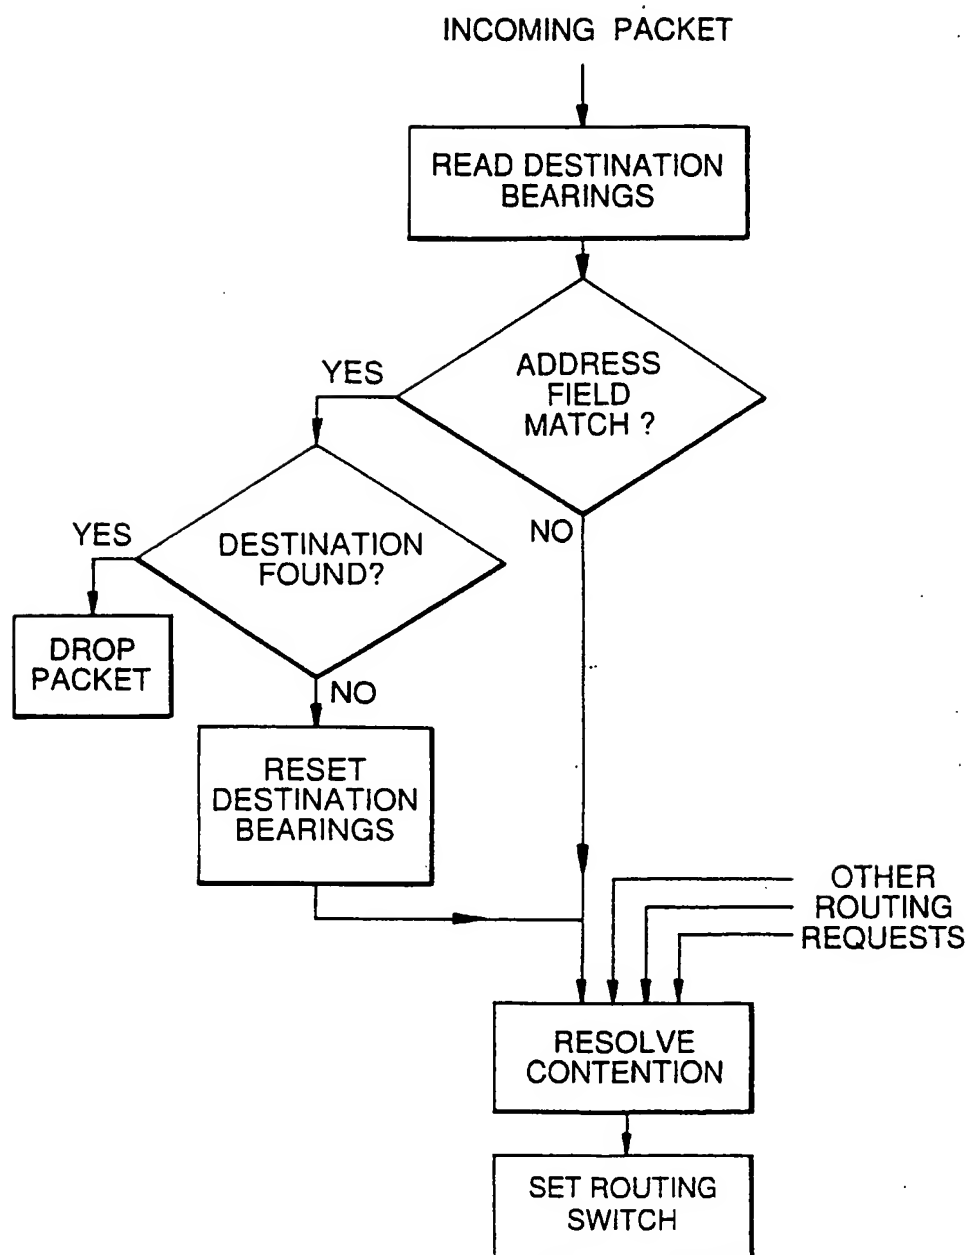 INCOMING PACKET
READ DESTINATION
BEARINGS
ADDRESS
FIELD
MATCH ?
YES
NO
DESTINATION
FOUND?
YES
DROP
PACKET
NO
RESET
DESTINATION
BEARINGS
OTHER
ROUTING
REQUESTS
RESOLVE
CONTENTION
SET ROUTING
SWITCH